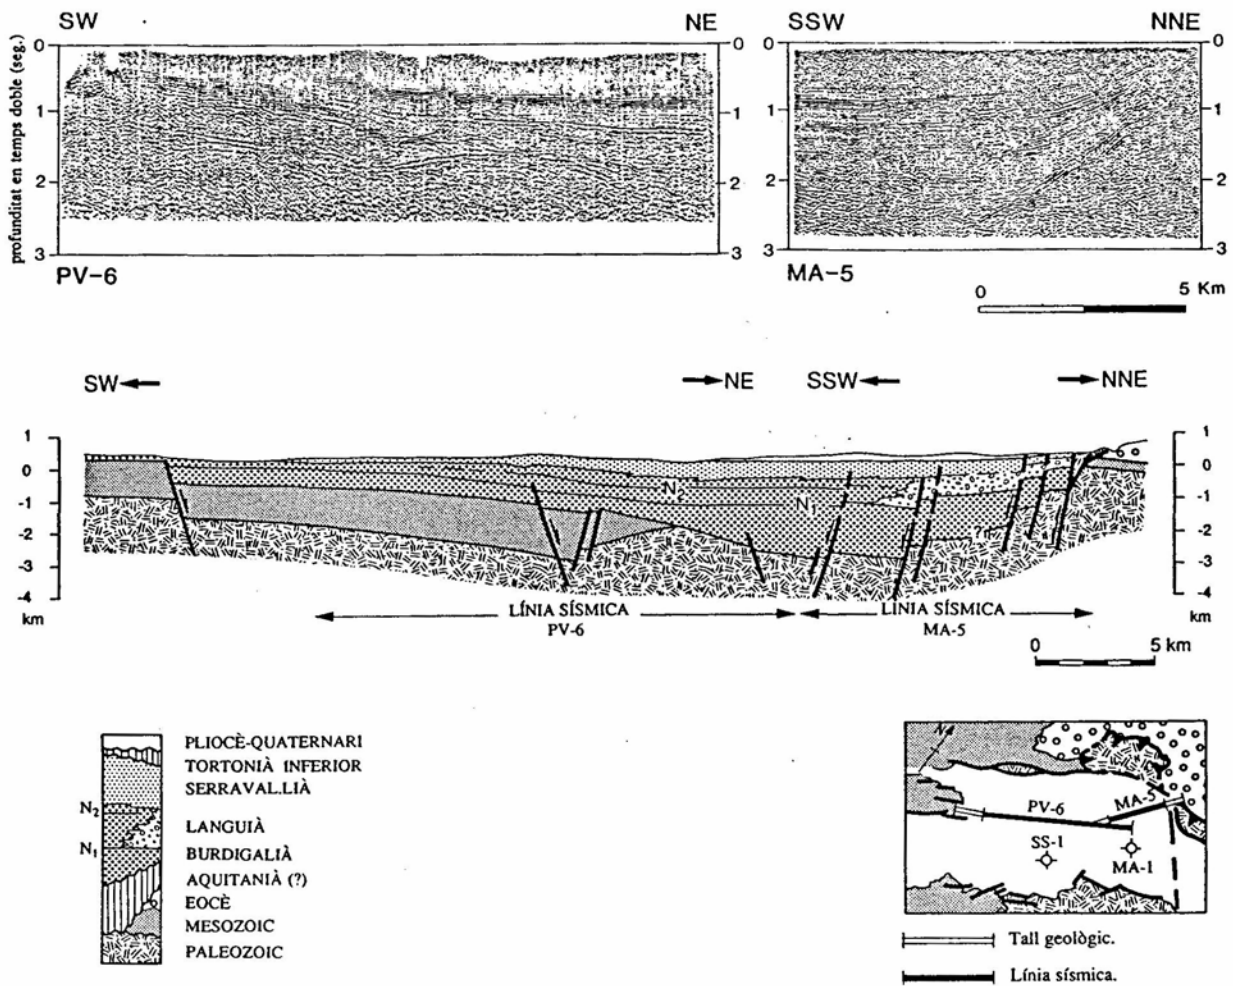 SW NE SSW NNE
profunditat en temps doble (seg.)
0 0 0 0
1 1 1 1
2 2 2 2
3 3 3 3
PV-6 MA-5
0 5 Km
SW NE SSW NNE
1 1
0 0
-1 -1
-2 -2
-3 -3
-4 -4
km km
N2
N1
?
LÍNIA SÍSMICA
PV-6
LÍNIA SÍSMICA
MA-5
0 5 km
PLIOCÈ-QUATERNARI
TORTONIÀ INFERIOR
SERRAVAL.LIÀ
N2
LANGUIÀ
N1
BURDIGALIÀ
AQUITANIÀ (?)
EOCÈ
MESOZOIC
PALEOZOIC
N
PV-6
MA-5
SS-1
MA-1
Tall geològic.
Línia sísmica.